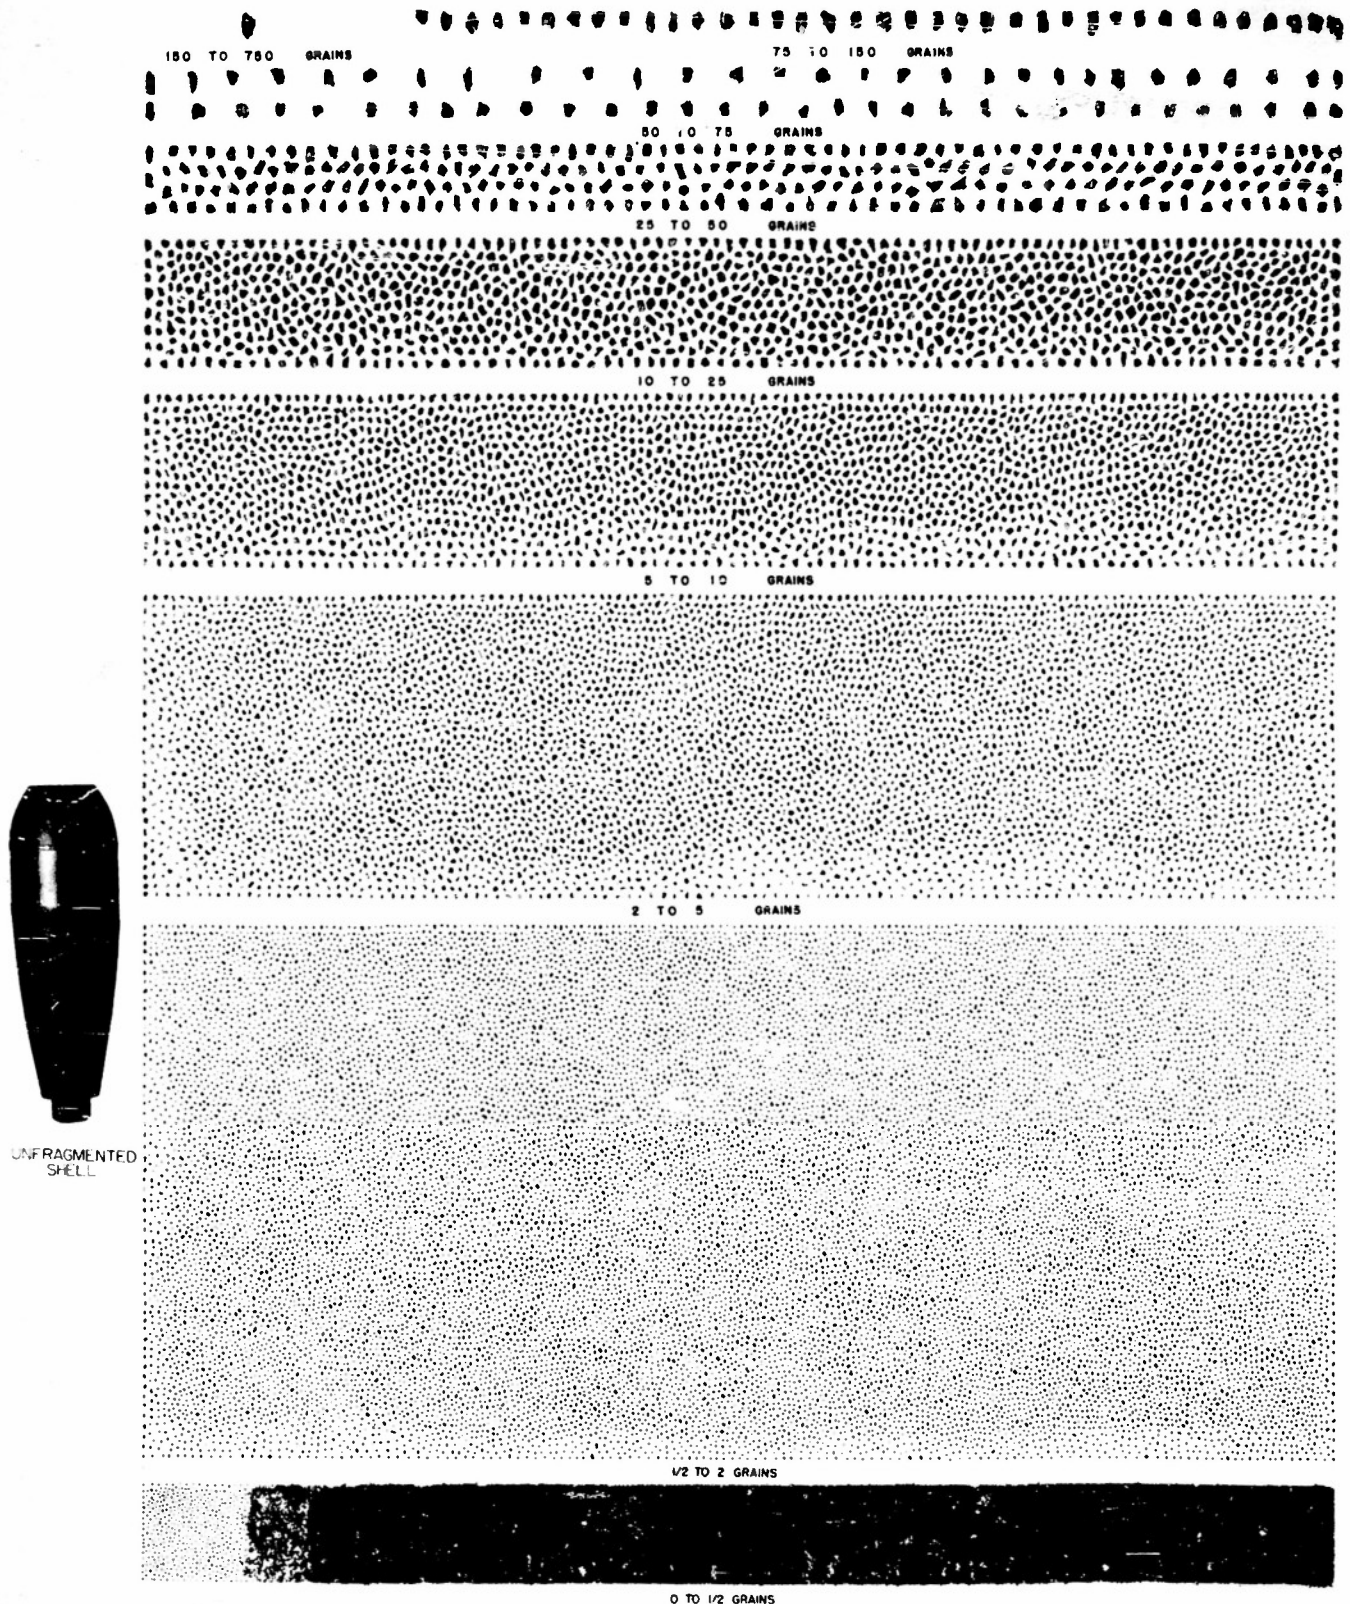 150 TO 750 GRAINS
75 TO 150 GRAINS
50 TO 75 GRAINS
25 TO 50 GRAINS
10 TO 25 GRAINS
5 TO 10 GRAINS
2 TO 5 GRAINS
UNFRAGMENTED
SHELL
1/2 TO 2 GRAINS
0 TO 1/2 GRAINS